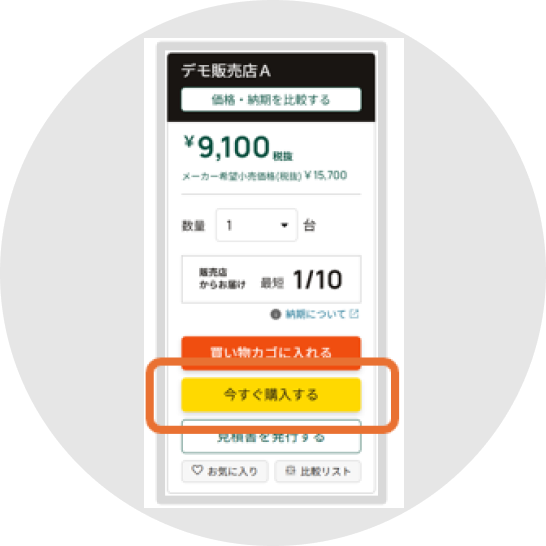 デモ販売店A
価格・納期を比較する
¥9,100 税抜
メーカー希望小売価格(税抜) ¥ 15,700
数量 1 台
販売店
からお届け 最短 1/10
納期について
買い物カゴに入れる
今すぐ購入する
見積書を発行する
お気に入り 比較リスト